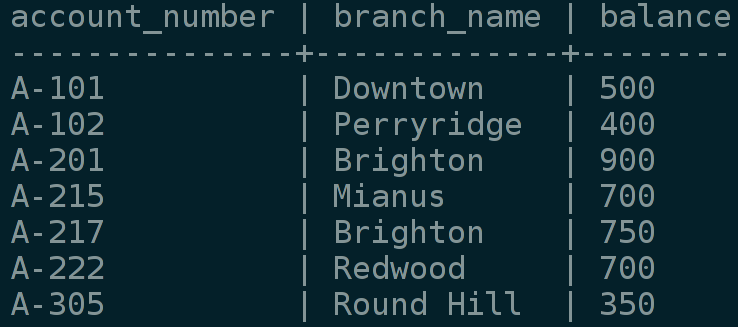 account_number | branch_name | balance
---------------+-------------+--------
A-101          | Downtown    | 500
A-102          | Perryridge  | 400
A-201          | Brighton    | 900
A-215          | Mianus      | 700
A-217          | Brighton    | 750
A-222          | Redwood     | 700
A-305          | Round Hill  | 350